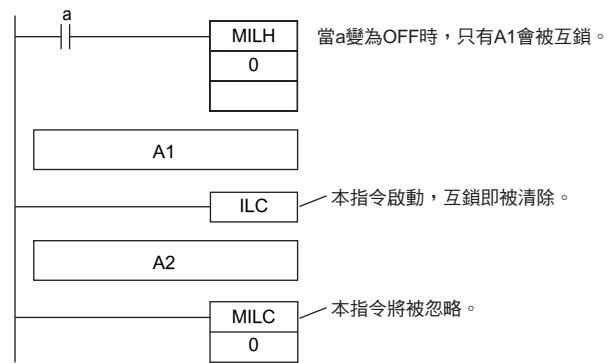 a
MILH
0
當a變為OFF時，只有A1會被互鎖。
A1
ILC
本指令啟動，互鎖即被清除。
A2
MILC
0
本指令將被忽略。